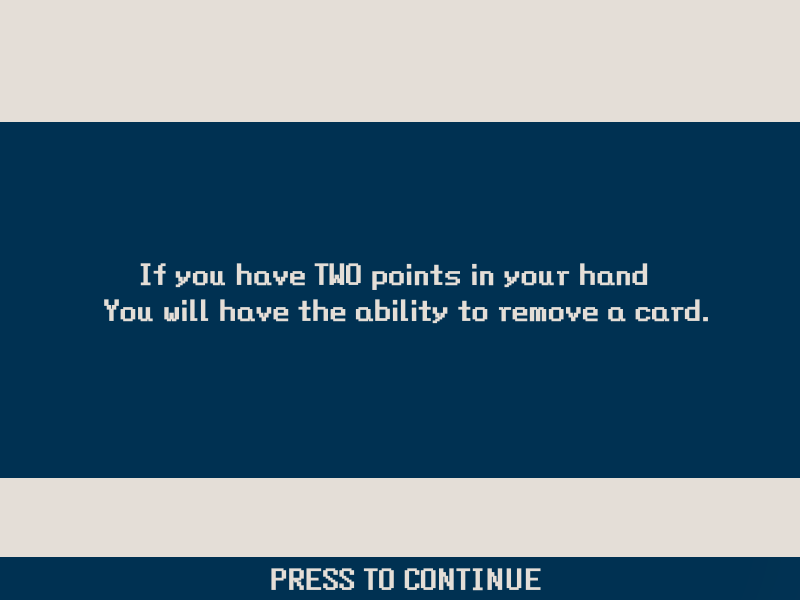 If you have TWO points in your hand
You will have the ability to remove a card.
PRESS TO CONTINUE